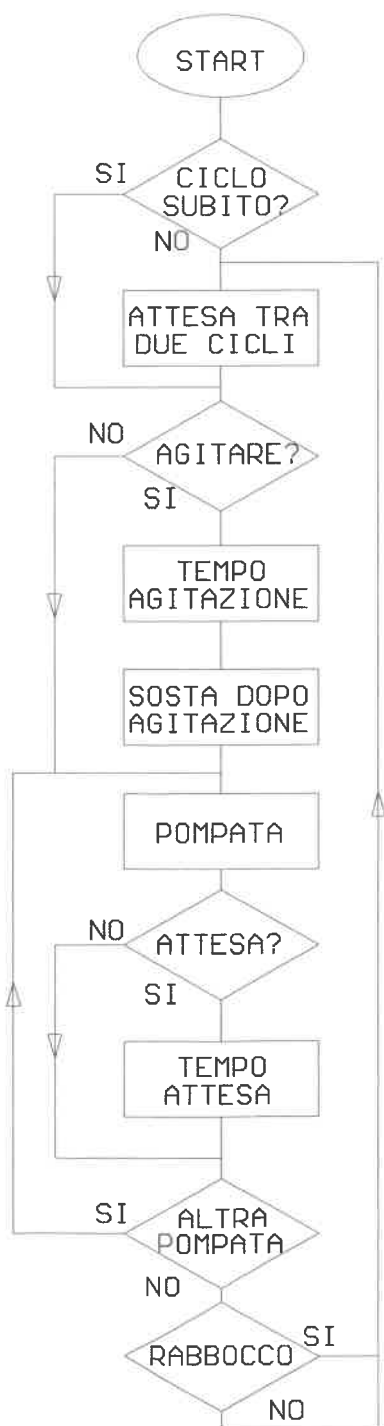 START
SI
CICLO
SUBITO?
NO
ATTESA TRA
DUE CICLI
NO
AGITARE?
SI
TEMPO
AGITAZIONE
SOSTA DOPO
AGITAZIONE
POMPATA
NO
ATTESA?
SI
TEMPO
ATTESA
SI
ALTRA
POMPATA
NO
RABBOCCO
SI
NO